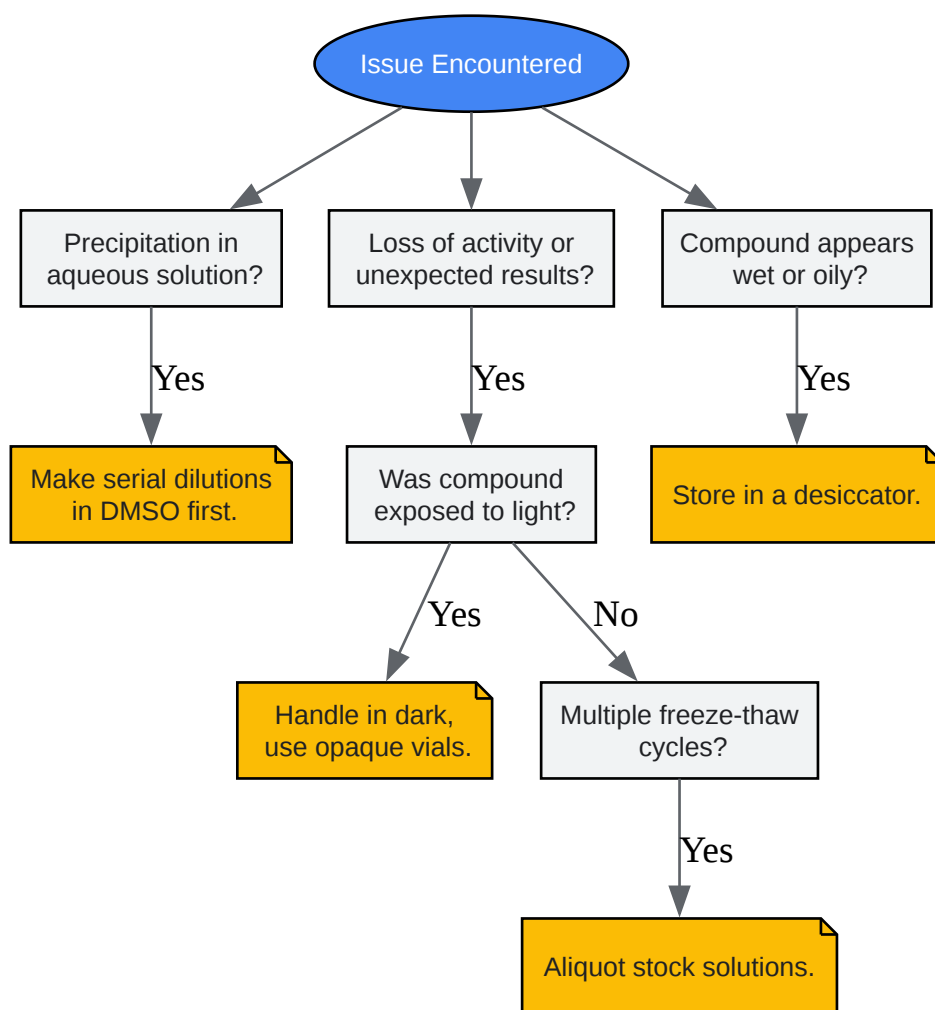 Issue Encountered
Precipitation in
aqueous solution?
Loss of activity or
unexpected results?
Compound appears
wet or oily?
Yes
Yes
Yes
Make serial dilutions
in DMSO first.
Was compound
exposed to light?
Store in a desiccator.
Yes
No
Handle in dark,
use opaque vials.
Multiple freeze-thaw
cycles?
Yes
Aliquot stock solutions.